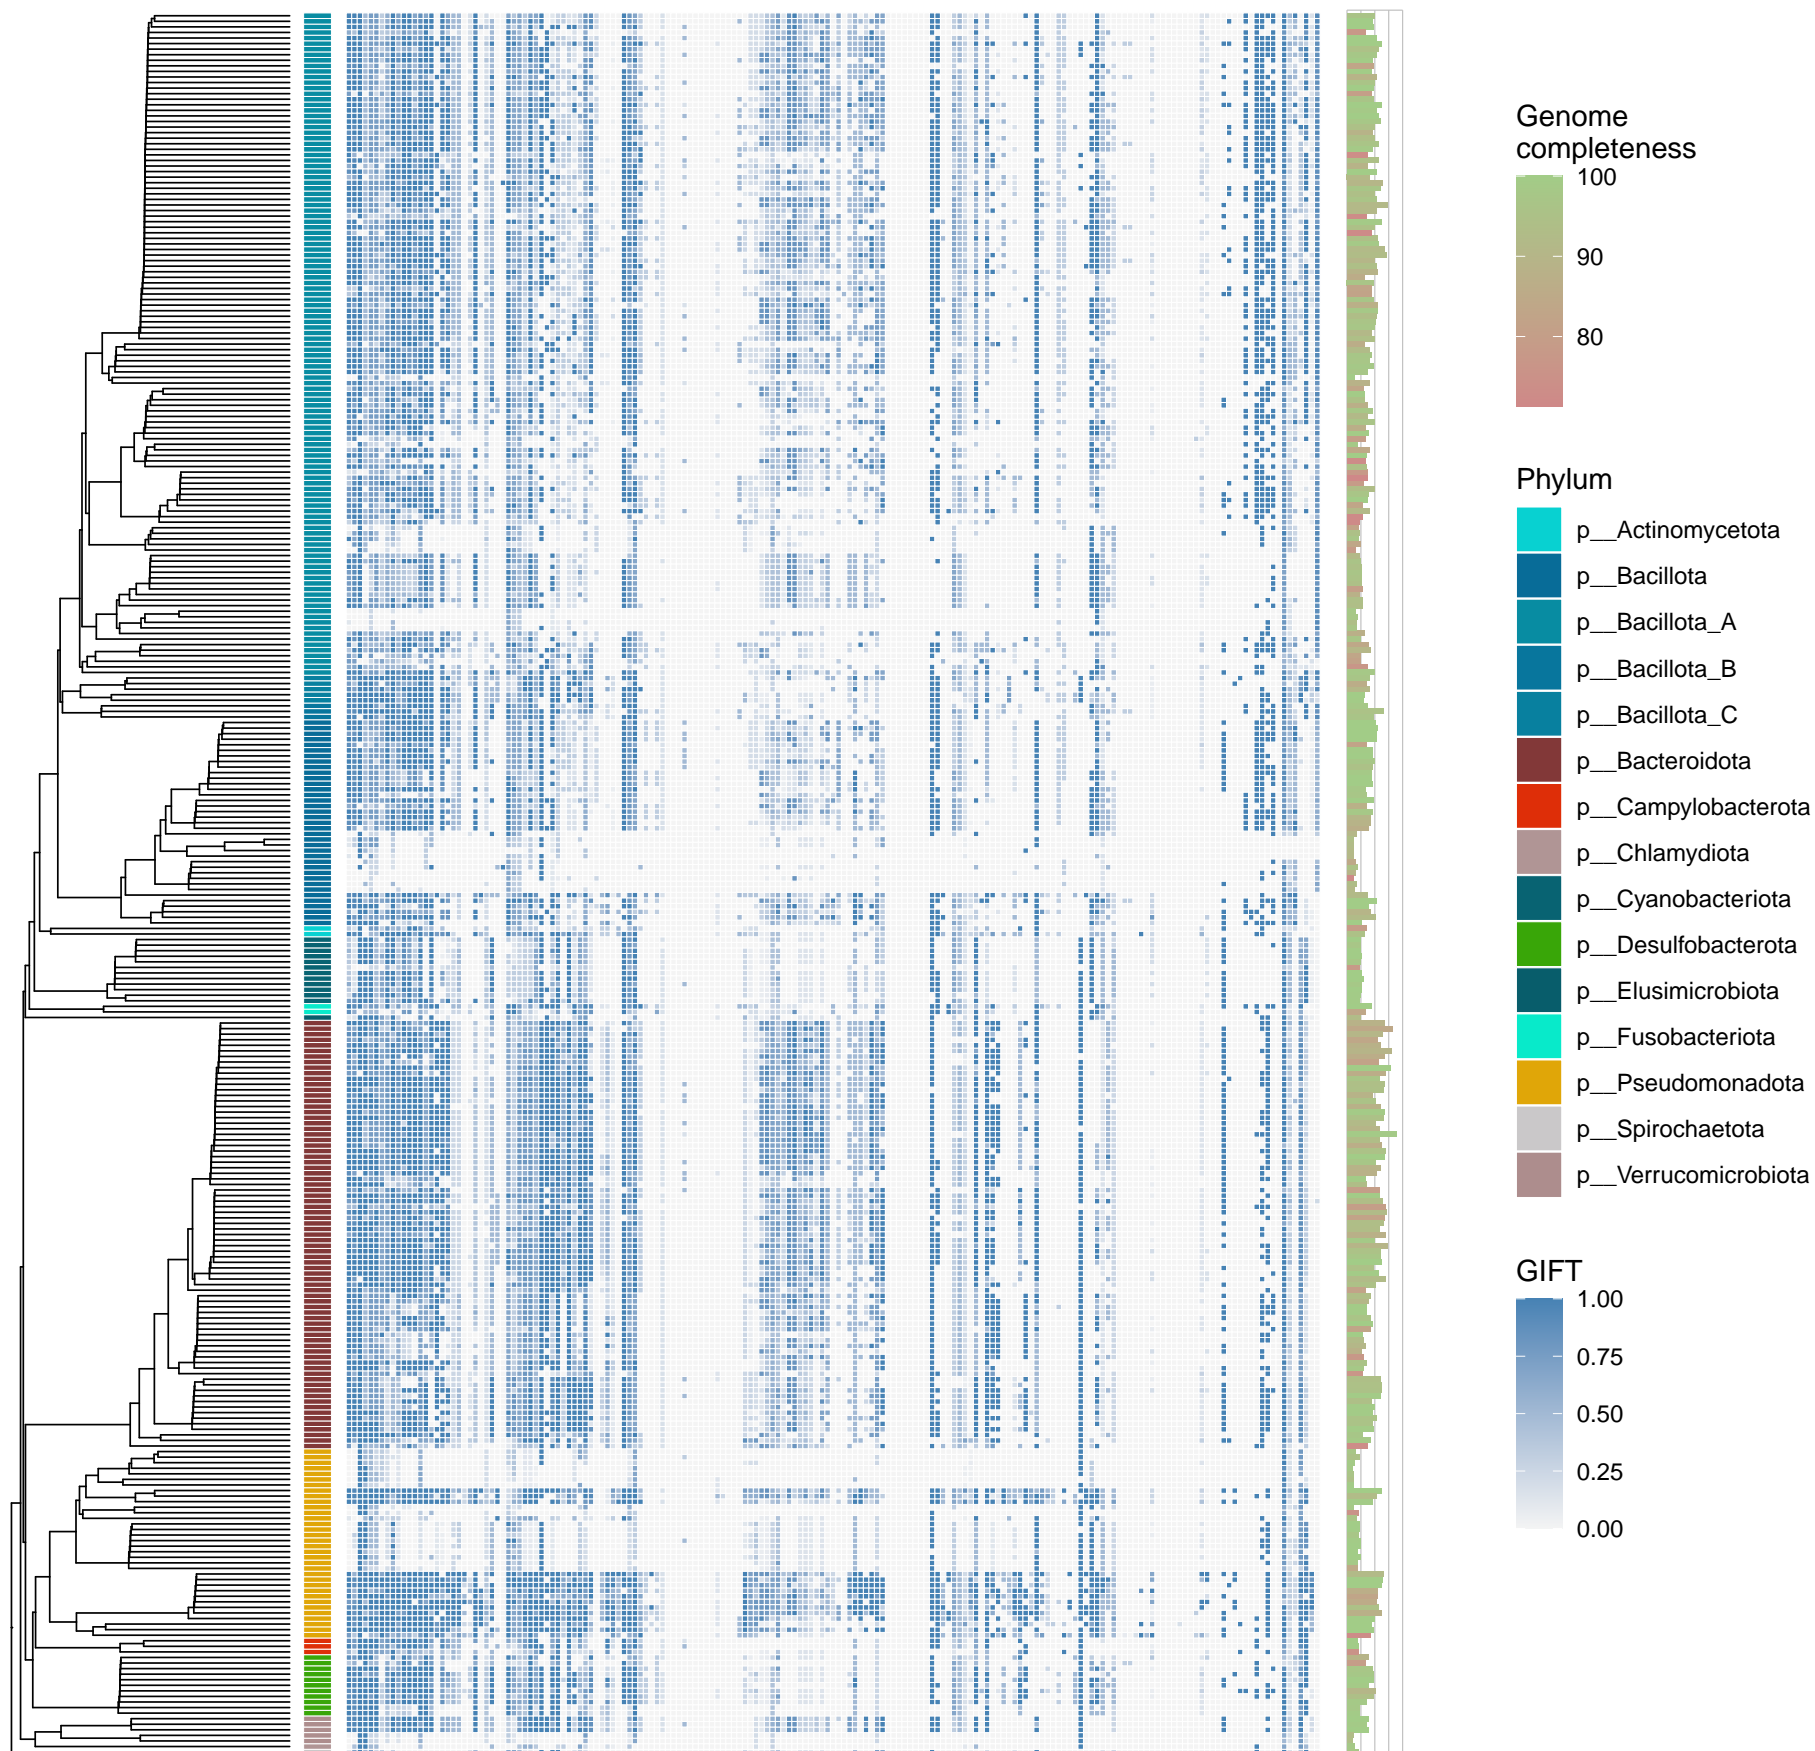 Genome
completeness
100
90
80
Phylum
p__Actinomycetota
p__Bacillota
p__Bacillota_A
p__Bacillota_B
p__Bacillota_C
p__Bacteroidota
p__Campylobacterota
p__Chlamydiota
p__Cyanobacteriota
p__Desulfobacterota
p__Elusimicrobiota
p__Fusobacteriota
p__Pseudomonadota
p__Spirochaetota
p__Verrucomicrobiota
GIFT
1.00
0.75
0.50
0.25
0.00